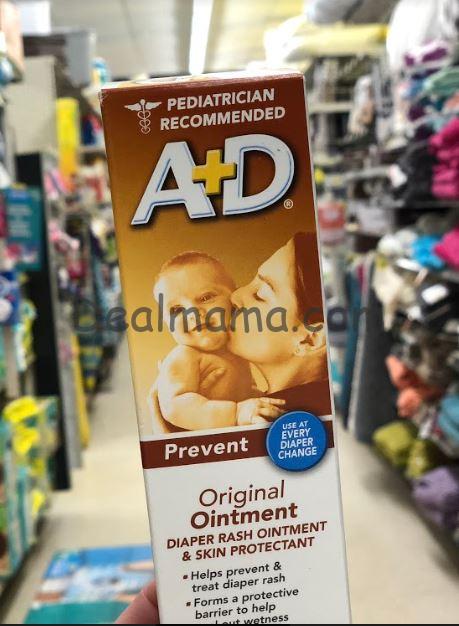 PEDIATRICIAN
RECOMMENDED
A+D®
Dealmama.com
Prevent
USE AT
EVERY
DIAPER
CHANGE
Original
Ointment
DIAPER RASH OINTMENT
& SKIN PROTECTANT
▪ Helps prevent &
treat diaper rash
▪ Forms a protective
barrier to help
wetness